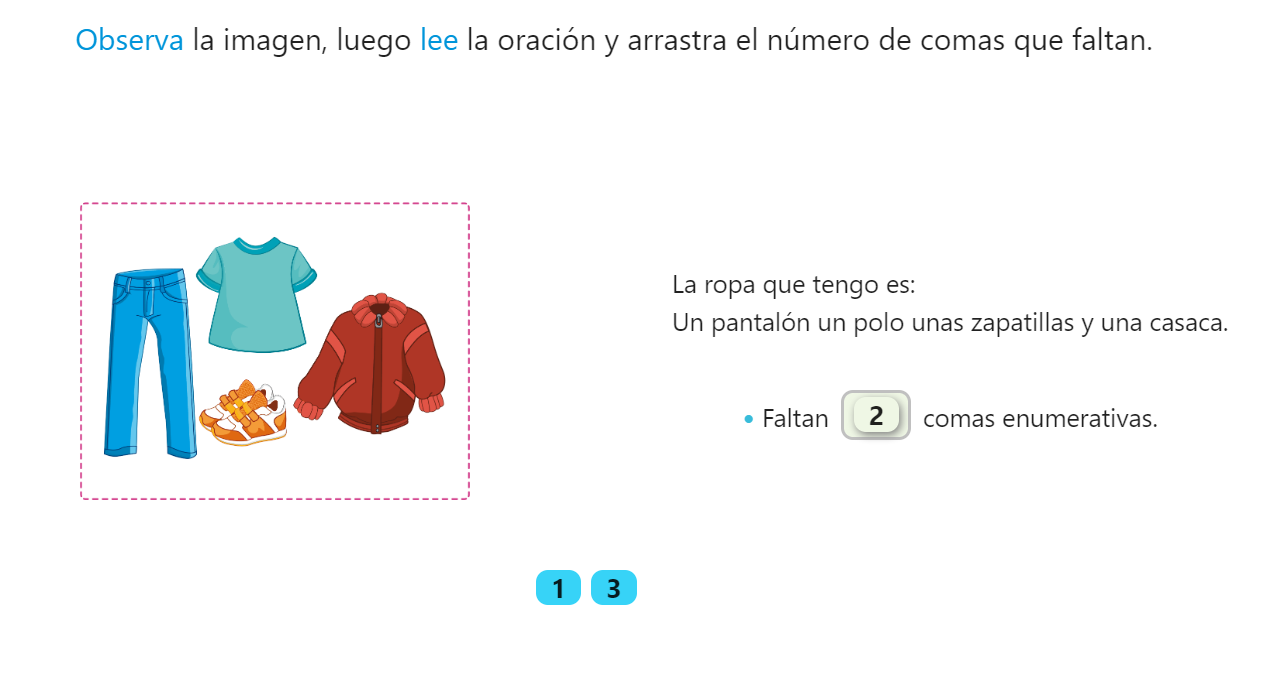 Observa la imagen, luego lee la oración y arrastra el número de comas que faltan.
La ropa que tengo es:
Un pantalón un polo unas zapatillas y una casaca.
• Faltan 2 comas enumerativas.
1 3